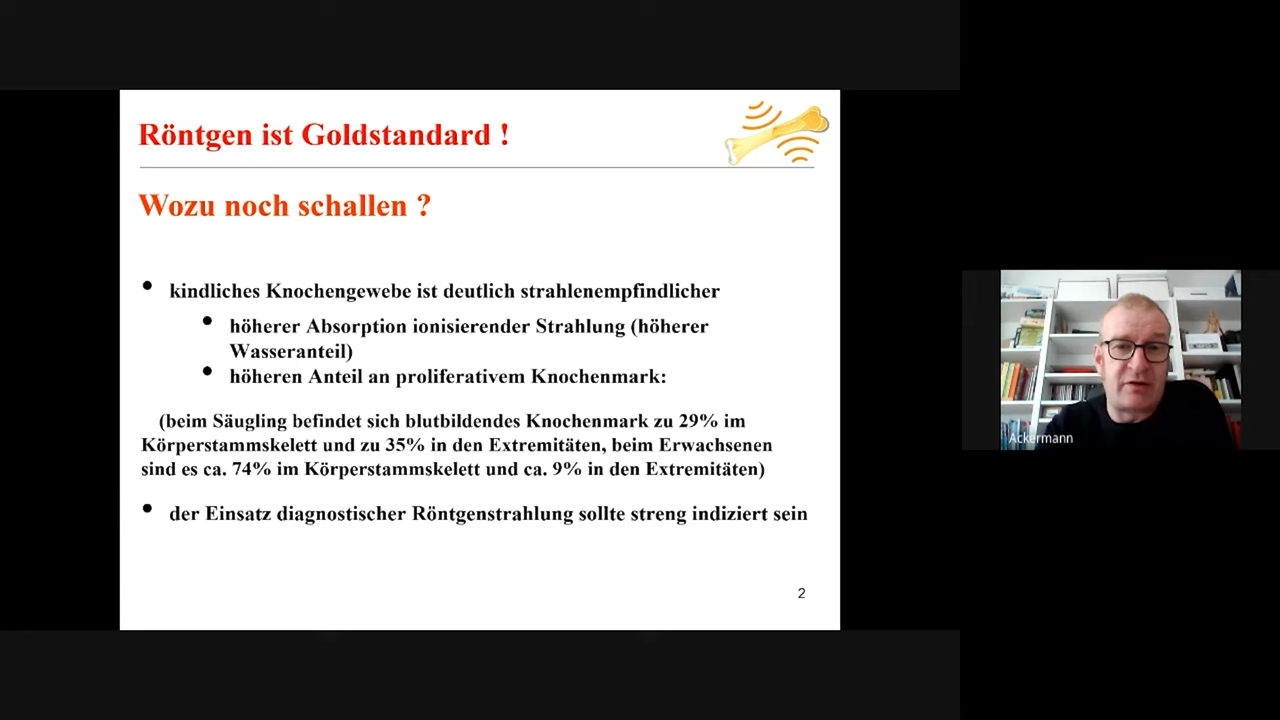 Röntgen ist Goldstandard !
Wozu noch schallen ?
• kindliches Knochengewebe ist deutlich strahlenempfindlicher
• höherer Absorption ionisierender Strahlung (höherer
Wasseranteil)
• höheren Anteil an proliferativem Knochenmark:
(beim Säugling befindet sich blutbildendes Knochenmark zu 29% im
Körperstammskelett und zu 35% in den Extremitäten, beim Erwachsenen
sind es ca. 74% im Körperstammskelett und ca. 9% in den Extremitäten)
• der Einsatz diagnostischer Röntgenstrahlung sollte streng indiziert sein
2
Ackermann